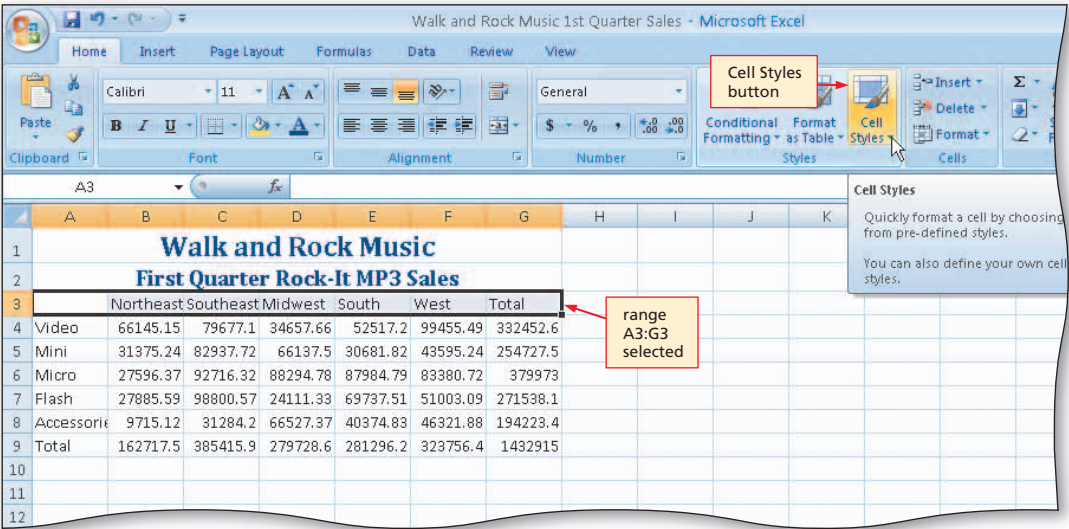 Walk and Rock Music 1st Quarter Sales - Microsoft Excel
Home Insert Page Layout Formulas Data Review View
Cell Styles
button
Calibri 11 A A General Insert Σ
Paste B I U A $ % , .0 .00 .00 .0 Conditional Format Cell Delete
Formatting as Table Styles Format
Clipboard Font Alignment Number Styles Cells
A3 fx
Cell Styles
Quickly format a cell by choosing
from pre-defined styles.
You can also define your own cell
styles.
A B C D E F G H I J K
1 Walk and Rock Music
2 First Quarter Rock-It MP3 Sales
3 Northeast Southeast Midwest South West Total
range
A3:G3
selected
4 Video 66145.15 79677.1 34657.66 52517.2 99455.49 332452.6
5 Mini 31375.24 82937.72 66137.5 30681.82 43595.24 254727.5
6 Micro 27596.37 92716.32 88294.78 87984.79 83380.72 379973
7 Flash 27885.59 98800.57 24111.33 69737.51 51003.09 271538.1
8 Accessorie 9715.12 31284.2 66527.37 40374.83 46321.88 194223.4
9 Total 162717.5 385415.9 279728.6 281296.2 323756.4 1432915
10
11
12